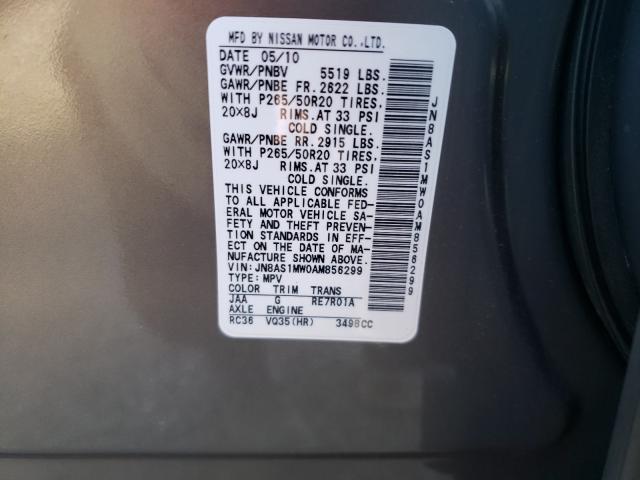 MFD BY NISSAN MOTOR CO.,LTD.
DATE 05/10
GVWR/PNBV 5519 LBS.
GAWR/PNBE FR. 2622 LBS.
WITH P265/50R20 TIRES.
20X8J RIMS. AT 33 PSI
COLD SINGLE.
GAWR/PNBE RR. 2915 LBS.
WITH P265/50R20 TIRES.
20X8J RIMS. AT 33 PSI
COLD SINGLE.
THIS VEHICLE CONFORMS
TO ALL APPLICABLE FED-
ERAL MOTOR VEHICLE SA-
FETY AND THEFT PREVEN-
TION STANDARDS IN EFF-
ECT ON THE DATE OF MA-
NUFACTURE SHOWN ABOVE.
VIN: JN8AS1MW0AM856299
TYPE: MPV
COLOR TRIM TRANS
JAA G RE7R01A
AXLE ENGINE
RC36 VQ35(HR) 3498CC
JN8AS1MW0AM856299